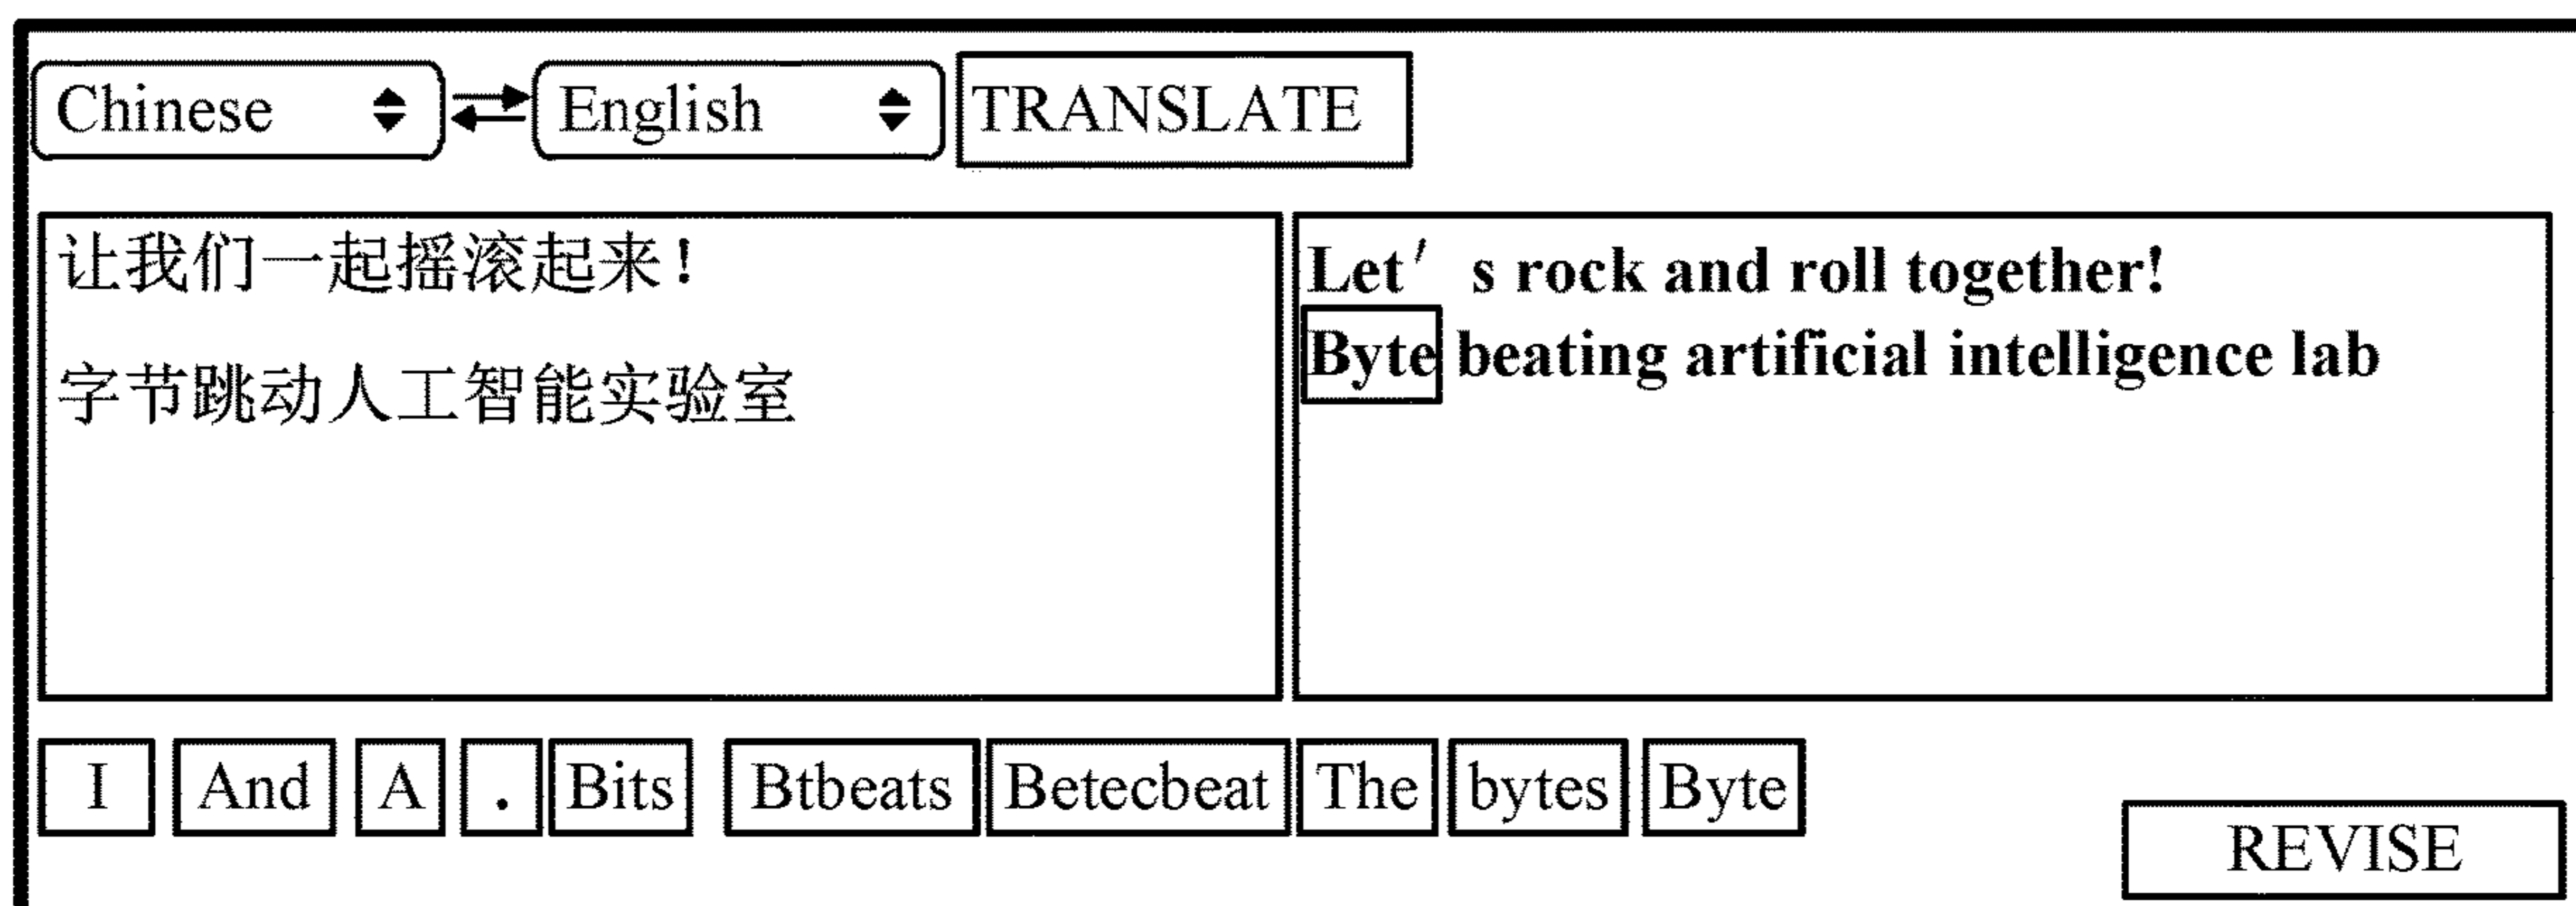 Chinese English TRANSLATE
让我们一起摇滚起来！
字节跳动人工智能实验室
Let′ s rock and roll together!
Byte beating artificial intelligence lab
I And A . Bits Btbeats Betecbeat The bytes Byte
REVISE